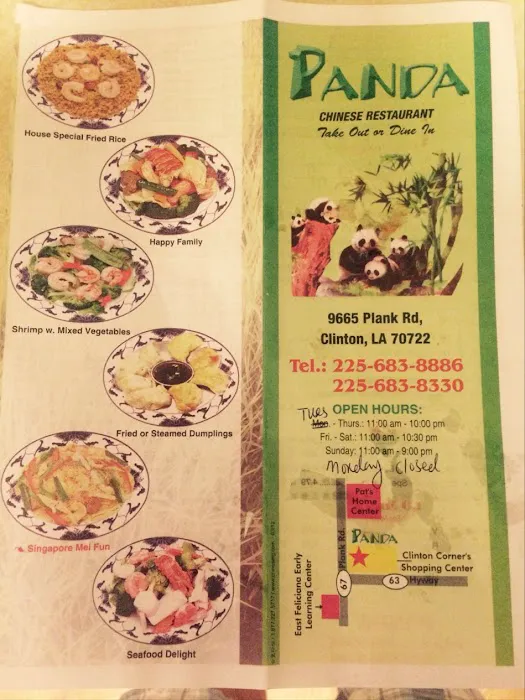 House Special Fried Rice
Happy Family
Shrimp w. Mixed Vegetables
Fried or Steamed Dumplings
Singapore Mei Fun
Seafood Delight
PANDA
CHINESE RESTAURANT
Take Out or Dine In
9665 Plank Rd,
Clinton, LA 70722
Tel.: 225-683-8886
225-683-8330
OPEN HOURS:
Tues
Mon. - Thurs.: 11:00 am - 10:00 pm
Fri. - Sat.: 11:00 am - 10:30 pm
Sunday: 11:00 am - 9:00 pm
Monday Closed
Pat's
Home
Center
Plank Rd.
PANDA
Clinton Corner's
Shopping Center
67
63
Hyway
East Feliciana Early
Learning Center